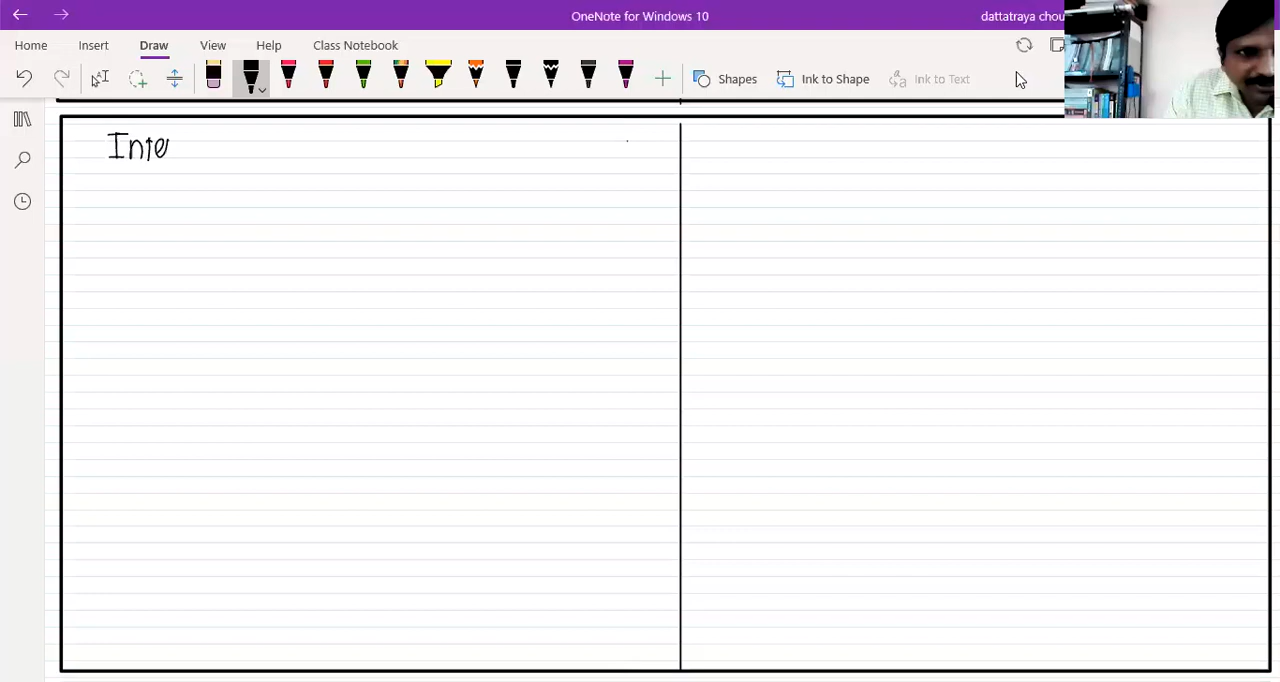 OneNote for Windows 10
dattatraya chou
Home Insert Draw View Help Class Notebook
Shapes Ink to Shape Ink to Text
Inte